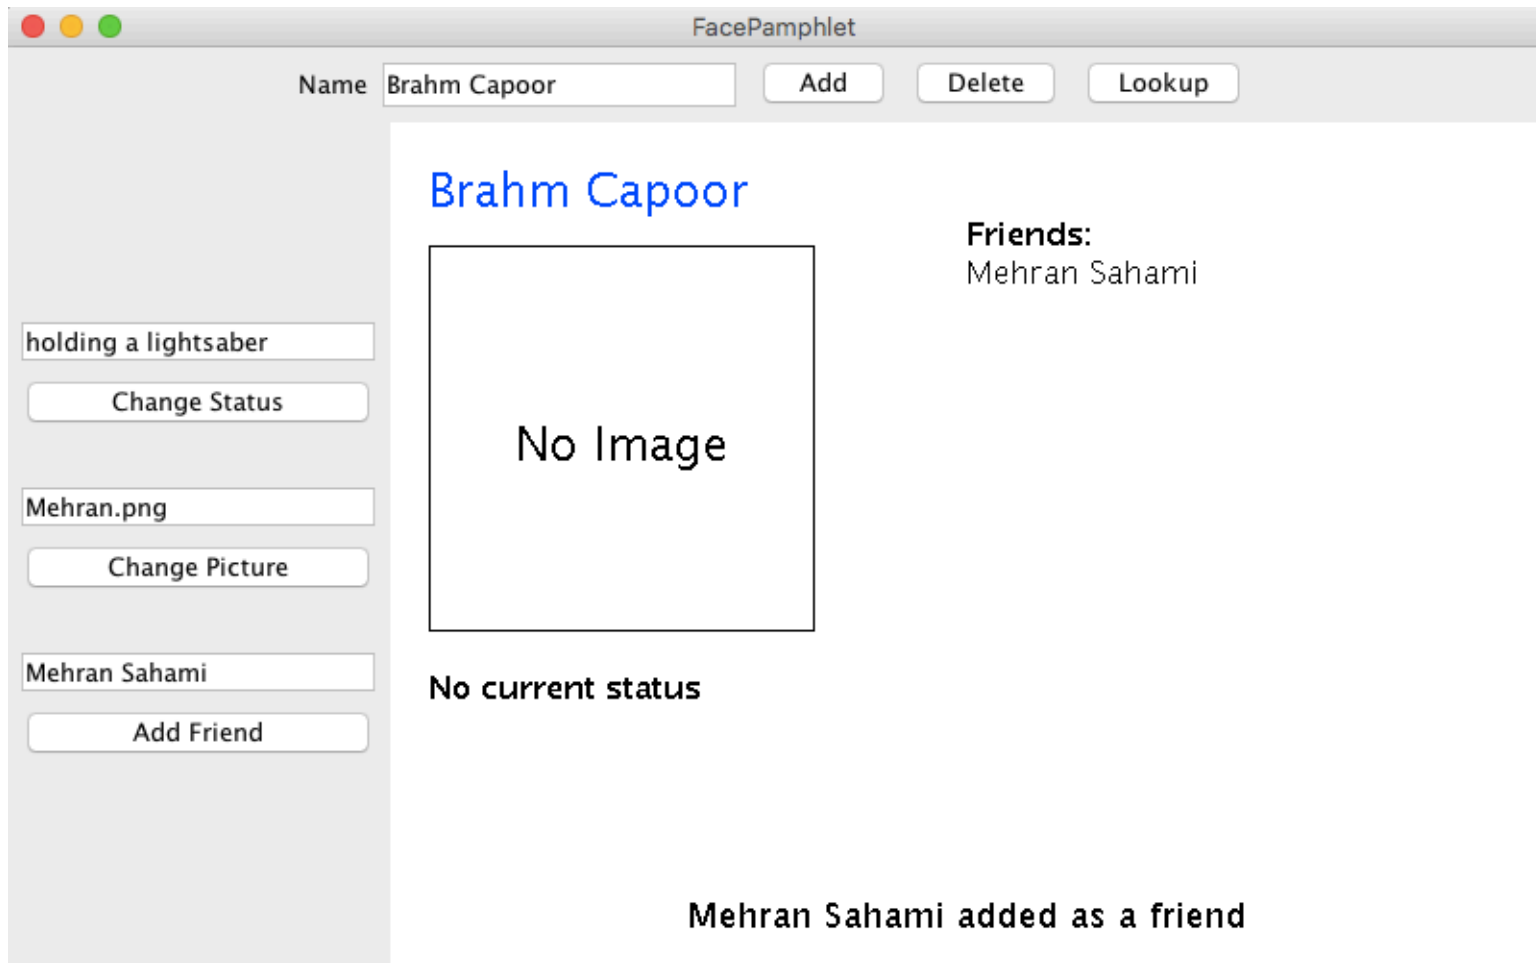 FacePamphlet
Name Brahm Capoor Add Delete Lookup
holding a lightsaber
Change Status
Mehran.png
Change Picture
Mehran Sahami
Add Friend
Brahm Capoor
No Image
No current status
Friends:
Mehran Sahami
Mehran Sahami added as a friend